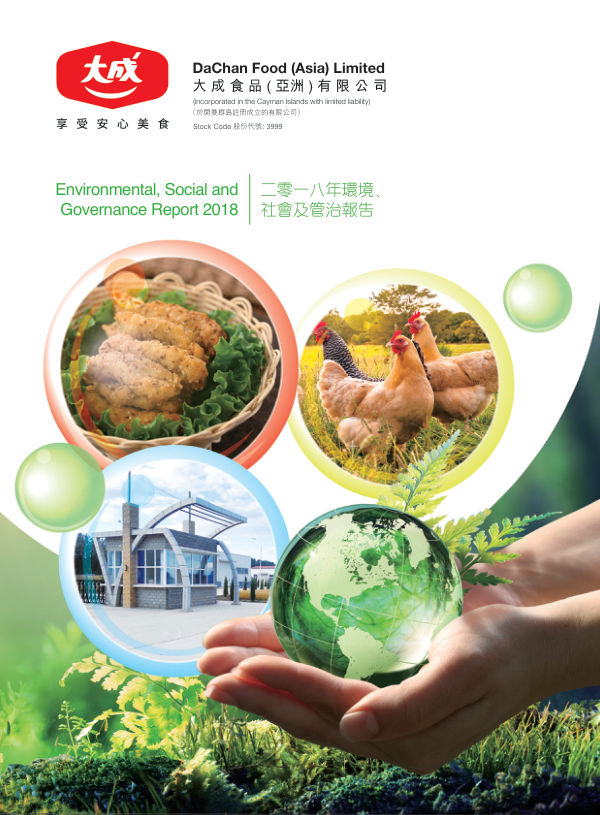 大成
享受安心美食
DaChan Food (Asia) Limited
大成食品(亞洲)有限公司
(incorporated in the Cayman Islands with limited liability)
(於開曼群島註冊成立的有限公司)
Stock Code 股份代號: 3999
Environmental, Social and
Governance Report 2018
二零一八年環境、
社會及管治報告